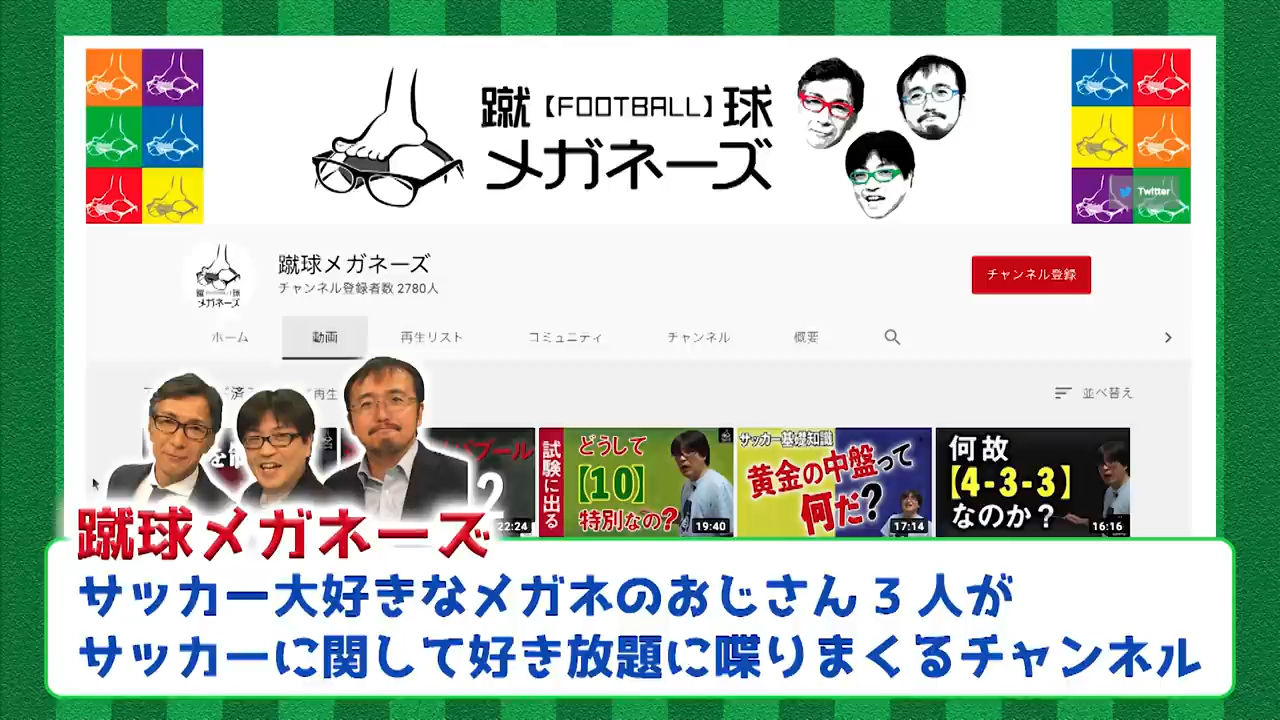 蹴【FOOTBALL】球
メガネーズ
Twitter
蹴球メガネーズ
チャンネル登録者数 2780人
チャンネル登録
ホーム
動画
再生リスト
コミュニティ
チャンネル
概要
済
再生
並べ替え
22:24
試験に出る
どうして
【10】
特別なの?
19:40
サッカー基礎知識
黄金の中盤って
何だ?
17:14
何故
【4-3-3】
なのか?
16:16
蹴球メガネーズ
サッカー大好きなメガネのおじさん3人が
サッカーに関して好き放題に喋りまくるチャンネル